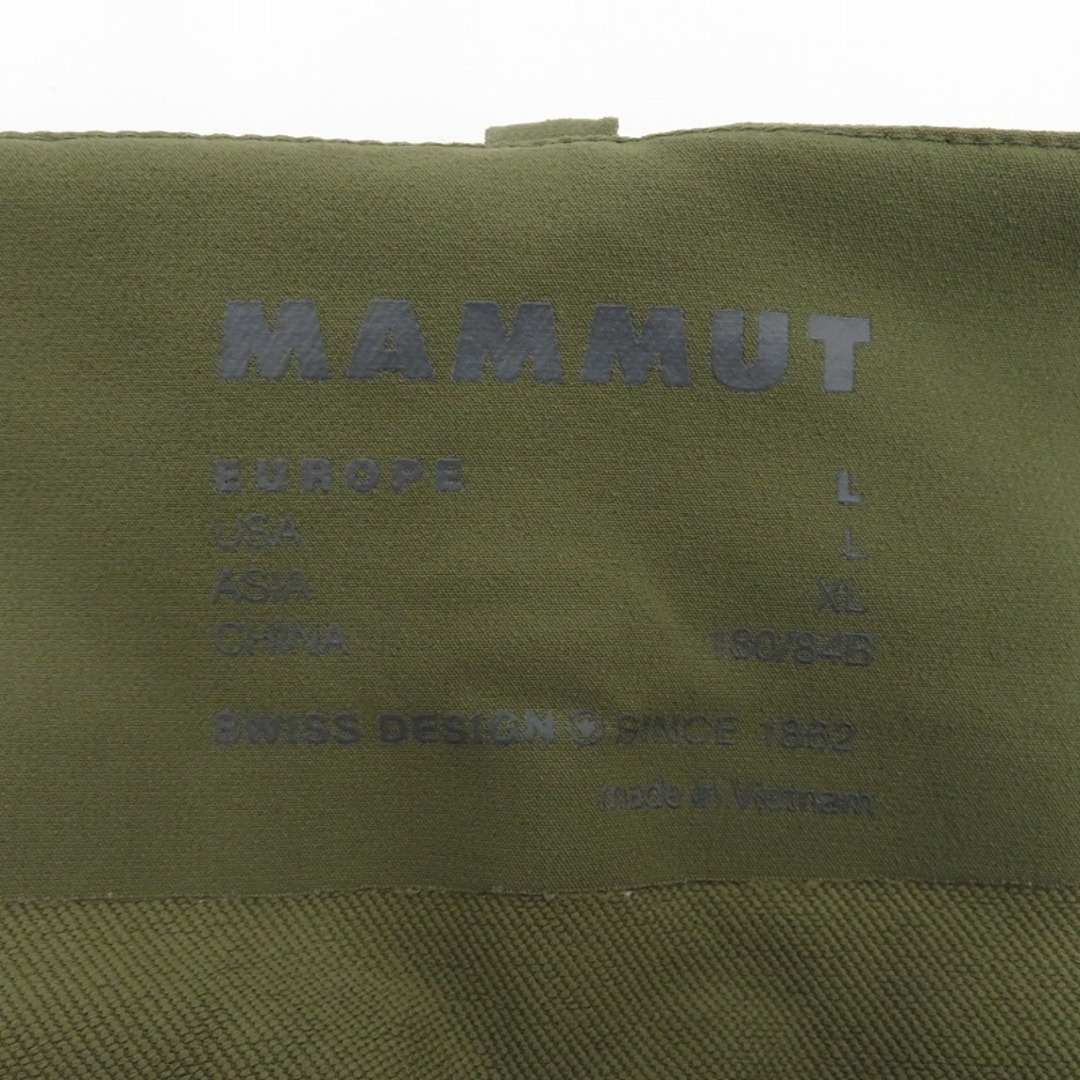 MAMMUT
EUROPE L
USA L
ASIA XL
CHINA 180/84B
SWISS DESIGN SINCE 1862
made in Vietnam